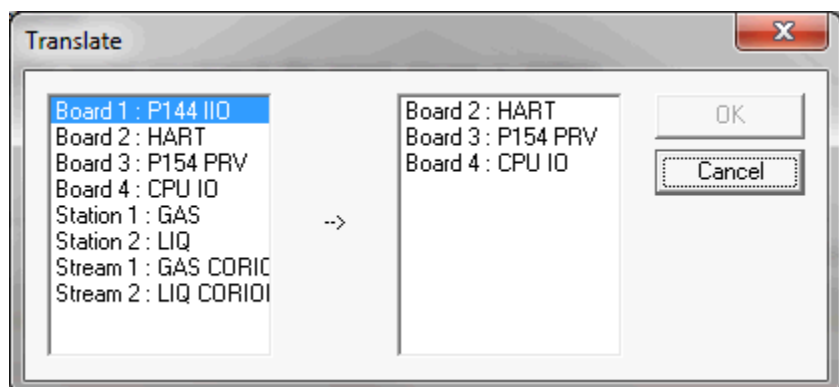 Translate
Board 1 : P144 IIO
Board 2 : HART
Board 3 : P154 PRV
Board 4 : CPU IO
Station 1 : GAS
Station 2 : LIQ
Stream 1 : GAS CORIC
Stream 2 : LIQ CORIOI
-->
Board 2 : HART
Board 3 : P154 PRV
Board 4 : CPU IO
OK
Cancel